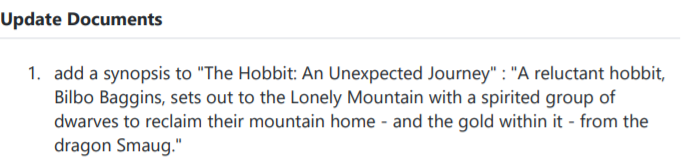 Update Documents
1. add a synopsis to "The Hobbit: An Unexpected Journey" : "A reluctant hobbit,
Bilbo Baggins, sets out to the Lonely Mountain with a spirited group of
dwarves to reclaim their mountain home - and the gold within it - from the
dragon Smaug."